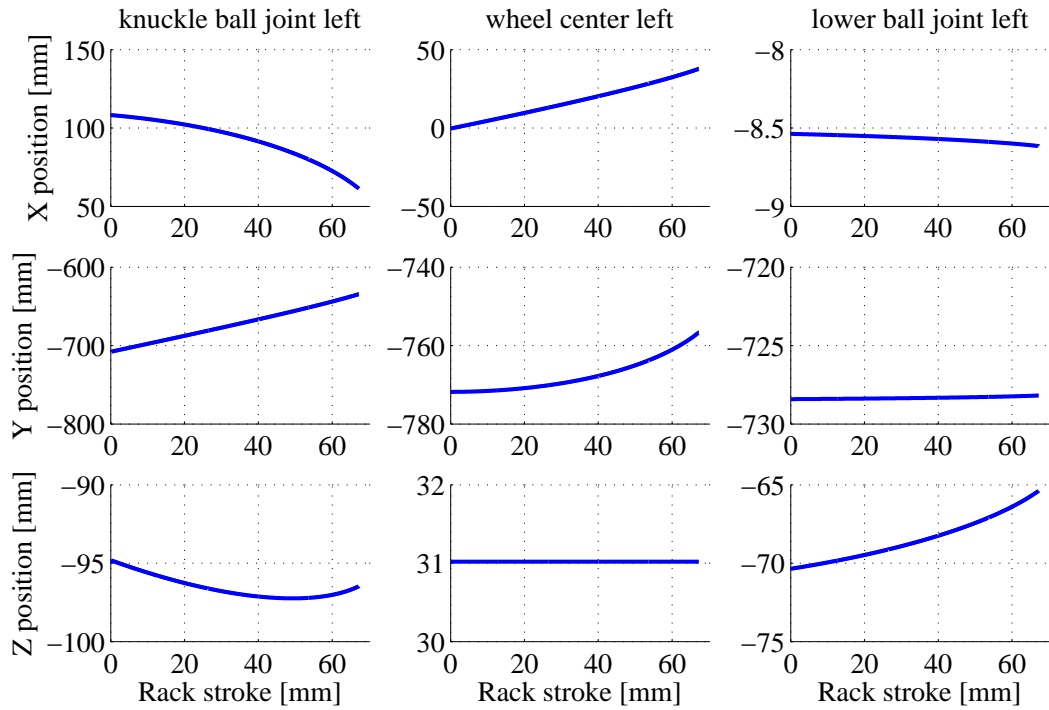 knuckle ball joint left
wheel center left
lower ball joint left
X position [mm]
150
100
50
0 20 40 60
50
0
−50
0 20 40 60
−8
−8.5
−9
0 20 40 60
Y position [mm]
−600
−700
−800
0 20 40 60
−740
−760
−780
0 20 40 60
−720
−725
−730
0 20 40 60
Z position [mm]
−90
−95
−100
0 20 40 60
Rack stroke [mm]
32
31
30
0 20 40 60
Rack stroke [mm]
−65
−70
−75
0 20 40 60
Rack stroke [mm]